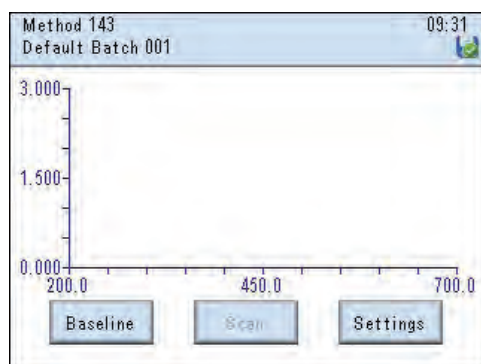 Method 143 09:31
Default Batch 001
3.000
1.500
0.000
200.0 450.0 700.0
Baseline Scan Settings